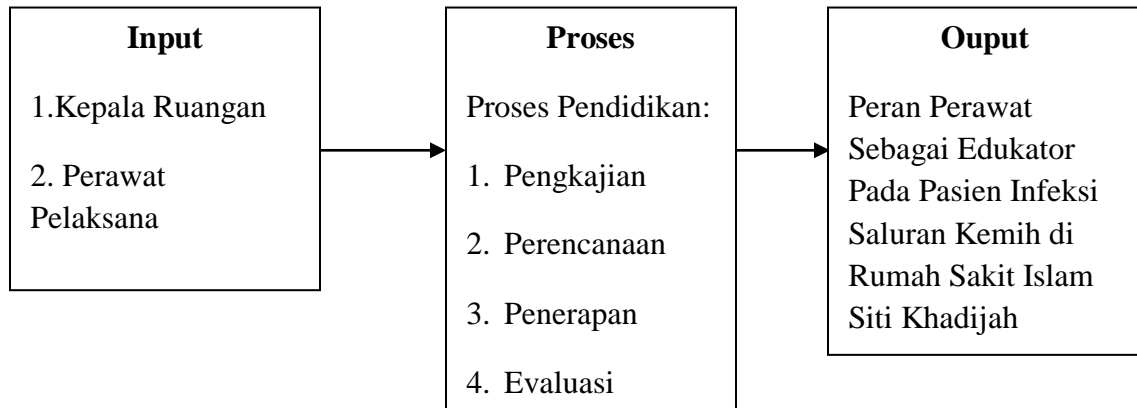 Input
1.Kepala Ruangan
2. Perawat
Pelaksana
Proses
Proses Pendidikan:
1. Pengkajian
2. Perencanaan
3. Penerapan
4. Evaluasi
Ouput
Peran Perawat
Sebagai Edukator
Pada Pasien Infeksi
Saluran Kemih di
Rumah Sakit Islam
Siti Khadijah